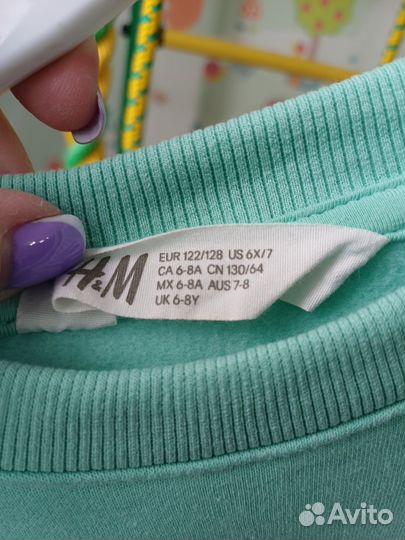 H&M
EUR 122/128 US 6X/7
CA 6-8A CN 130/64
MX 6-8A AUS 7-8
UK 6-8Y
Avito